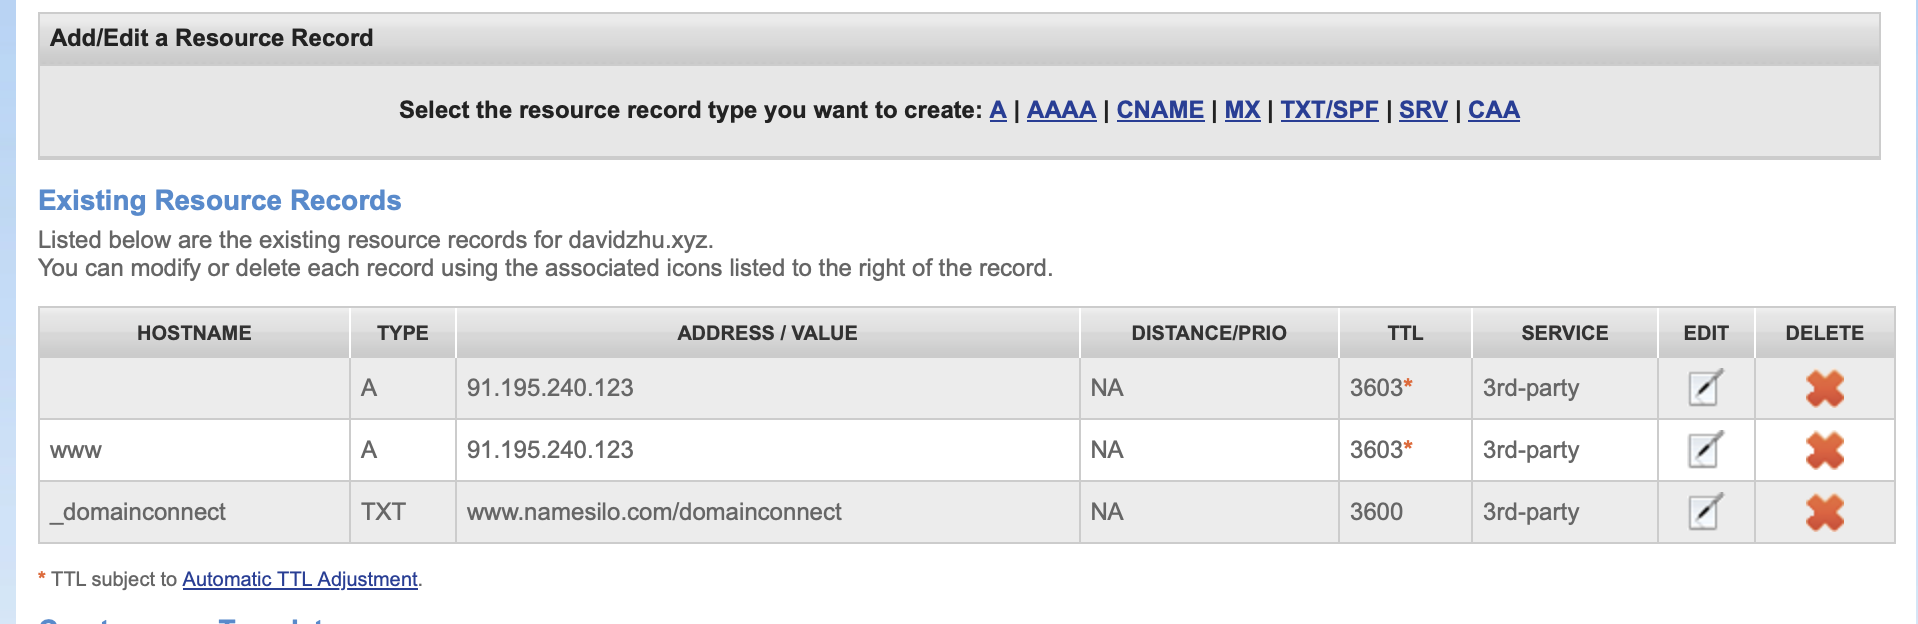 Add/Edit a Resource Record
Select the resource record type you want to create: A | AAAA | CNAME | MX | TXT/SPF | SRV | CAA
Existing Resource Records
Listed below are the existing resource records for davidzhu.xyz.
You can modify or delete each record using the associated icons listed to the right of the record.
HOSTNAME TYPE ADDRESS / VALUE DISTANCE/PRIO TTL SERVICE EDIT DELETE
A 91.195.240.123 NA 3603* 3rd-party
www A 91.195.240.123 NA 3603* 3rd-party
_domainconnect TXT www.namesilo.com/domainconnect NA 3600 3rd-party
* TTL subject to Automatic TTL Adjustment.